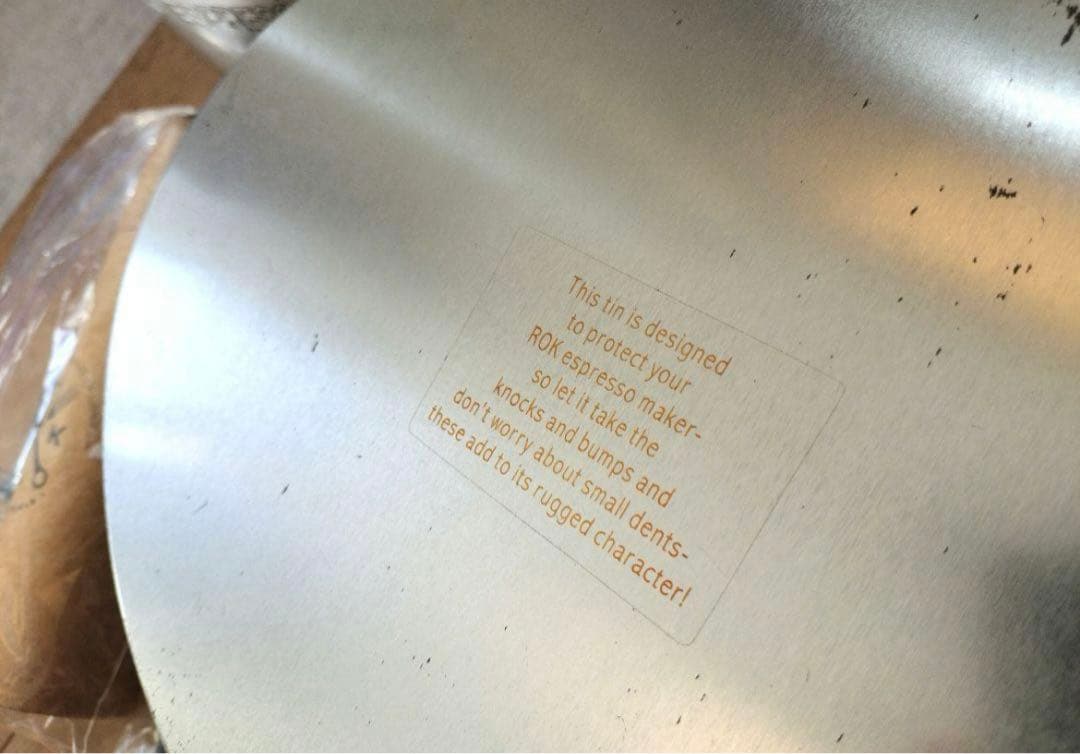 This tin is designed
to protect your
ROK espresso maker-
so let it take the
knocks and bumps and
don't worry about small dents-
these add to its rugged character!